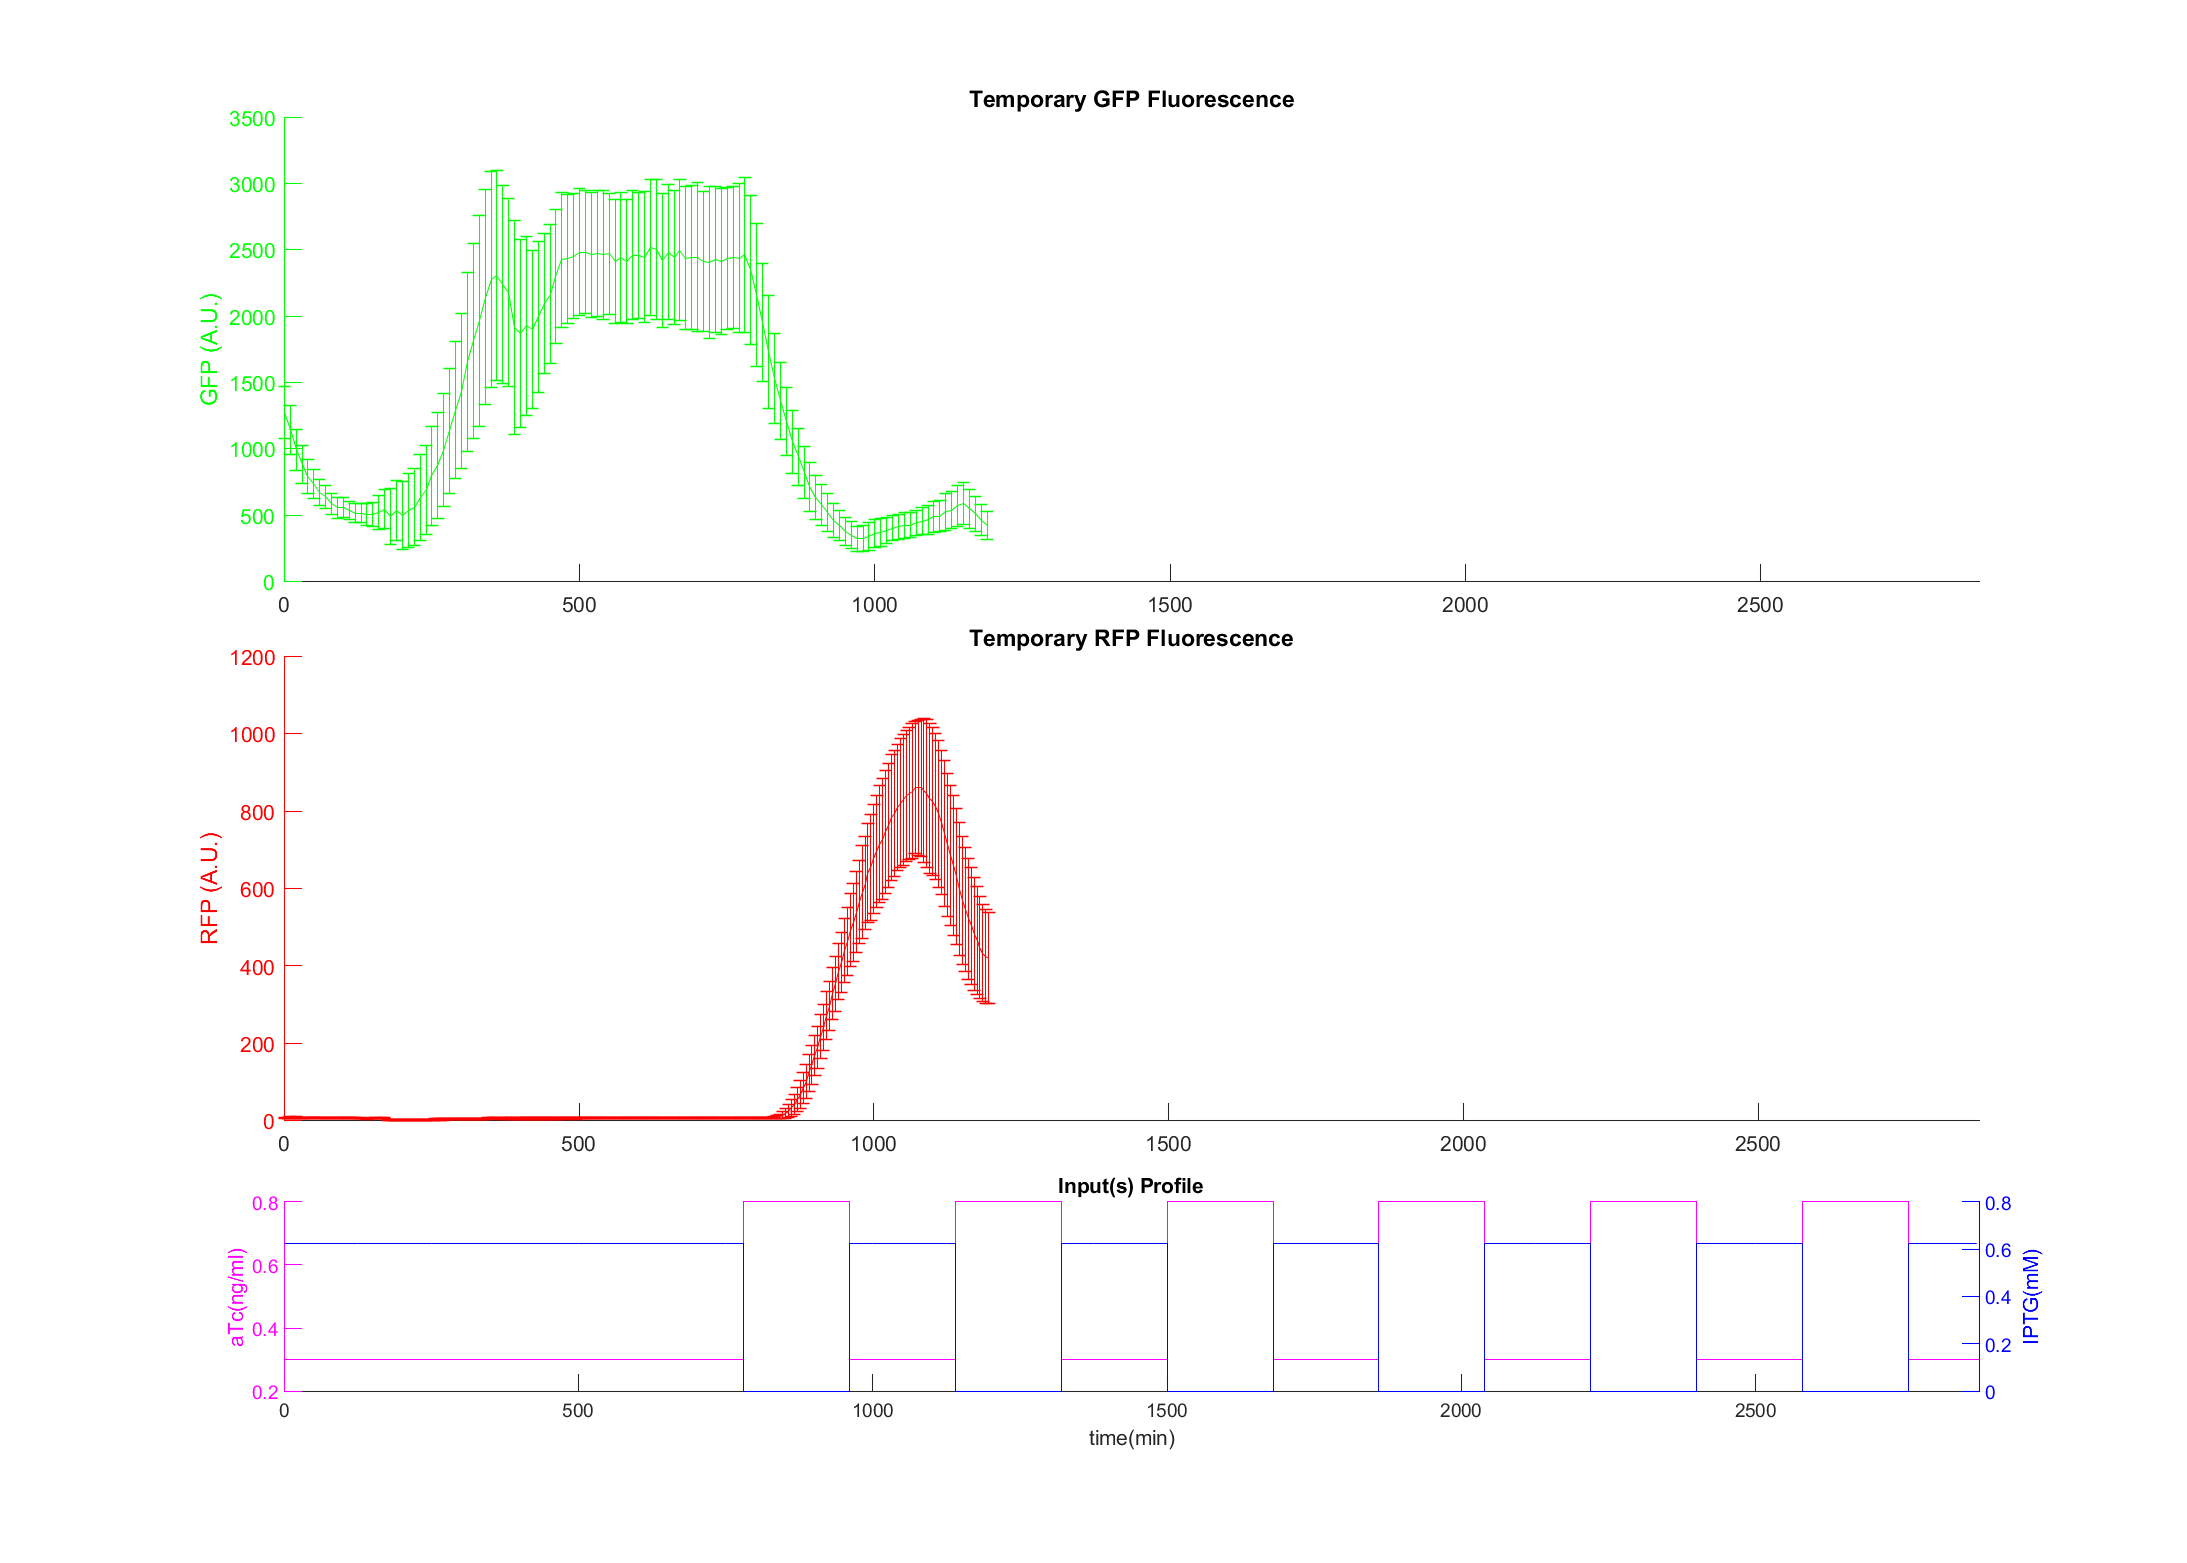 Temporary GFP Fluorescence
3500
3000
2500
2000
1500
1000
500
0
GFP (A.U.)
0 500 1000 1500 2000 2500
Temporary RFP Fluorescence
1200
1000
800
600
400
200
0
RFP (A.U.)
0 500 1000 1500 2000 2500
Input(s) Profile
0.8
0.6
0.4
0.2
aTc(ng/ml)
0.8
0.6
0.4
0.2
0
IPTG(mM)
0 500 1000 1500 2000 2500
time(min)